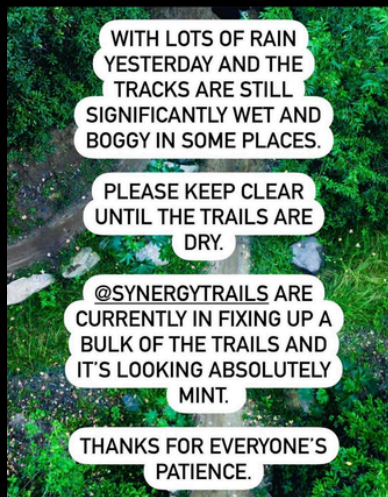 WITH LOTS OF RAIN
YESTERDAY AND THE
TRACKS ARE STILL
SIGNIFICANTLY WET AND
BOGGY IN SOME PLACES.
PLEASE KEEP CLEAR
UNTIL THE TRAILS ARE
DRY.
@SYNERGYTRAILS ARE
CURRENTLY IN FIXING UP A
BULK OF THE TRAILS AND
IT'S LOOKING ABSOLUTELY
MINT.
THANKS FOR EVERYONE'S
PATIENCE.